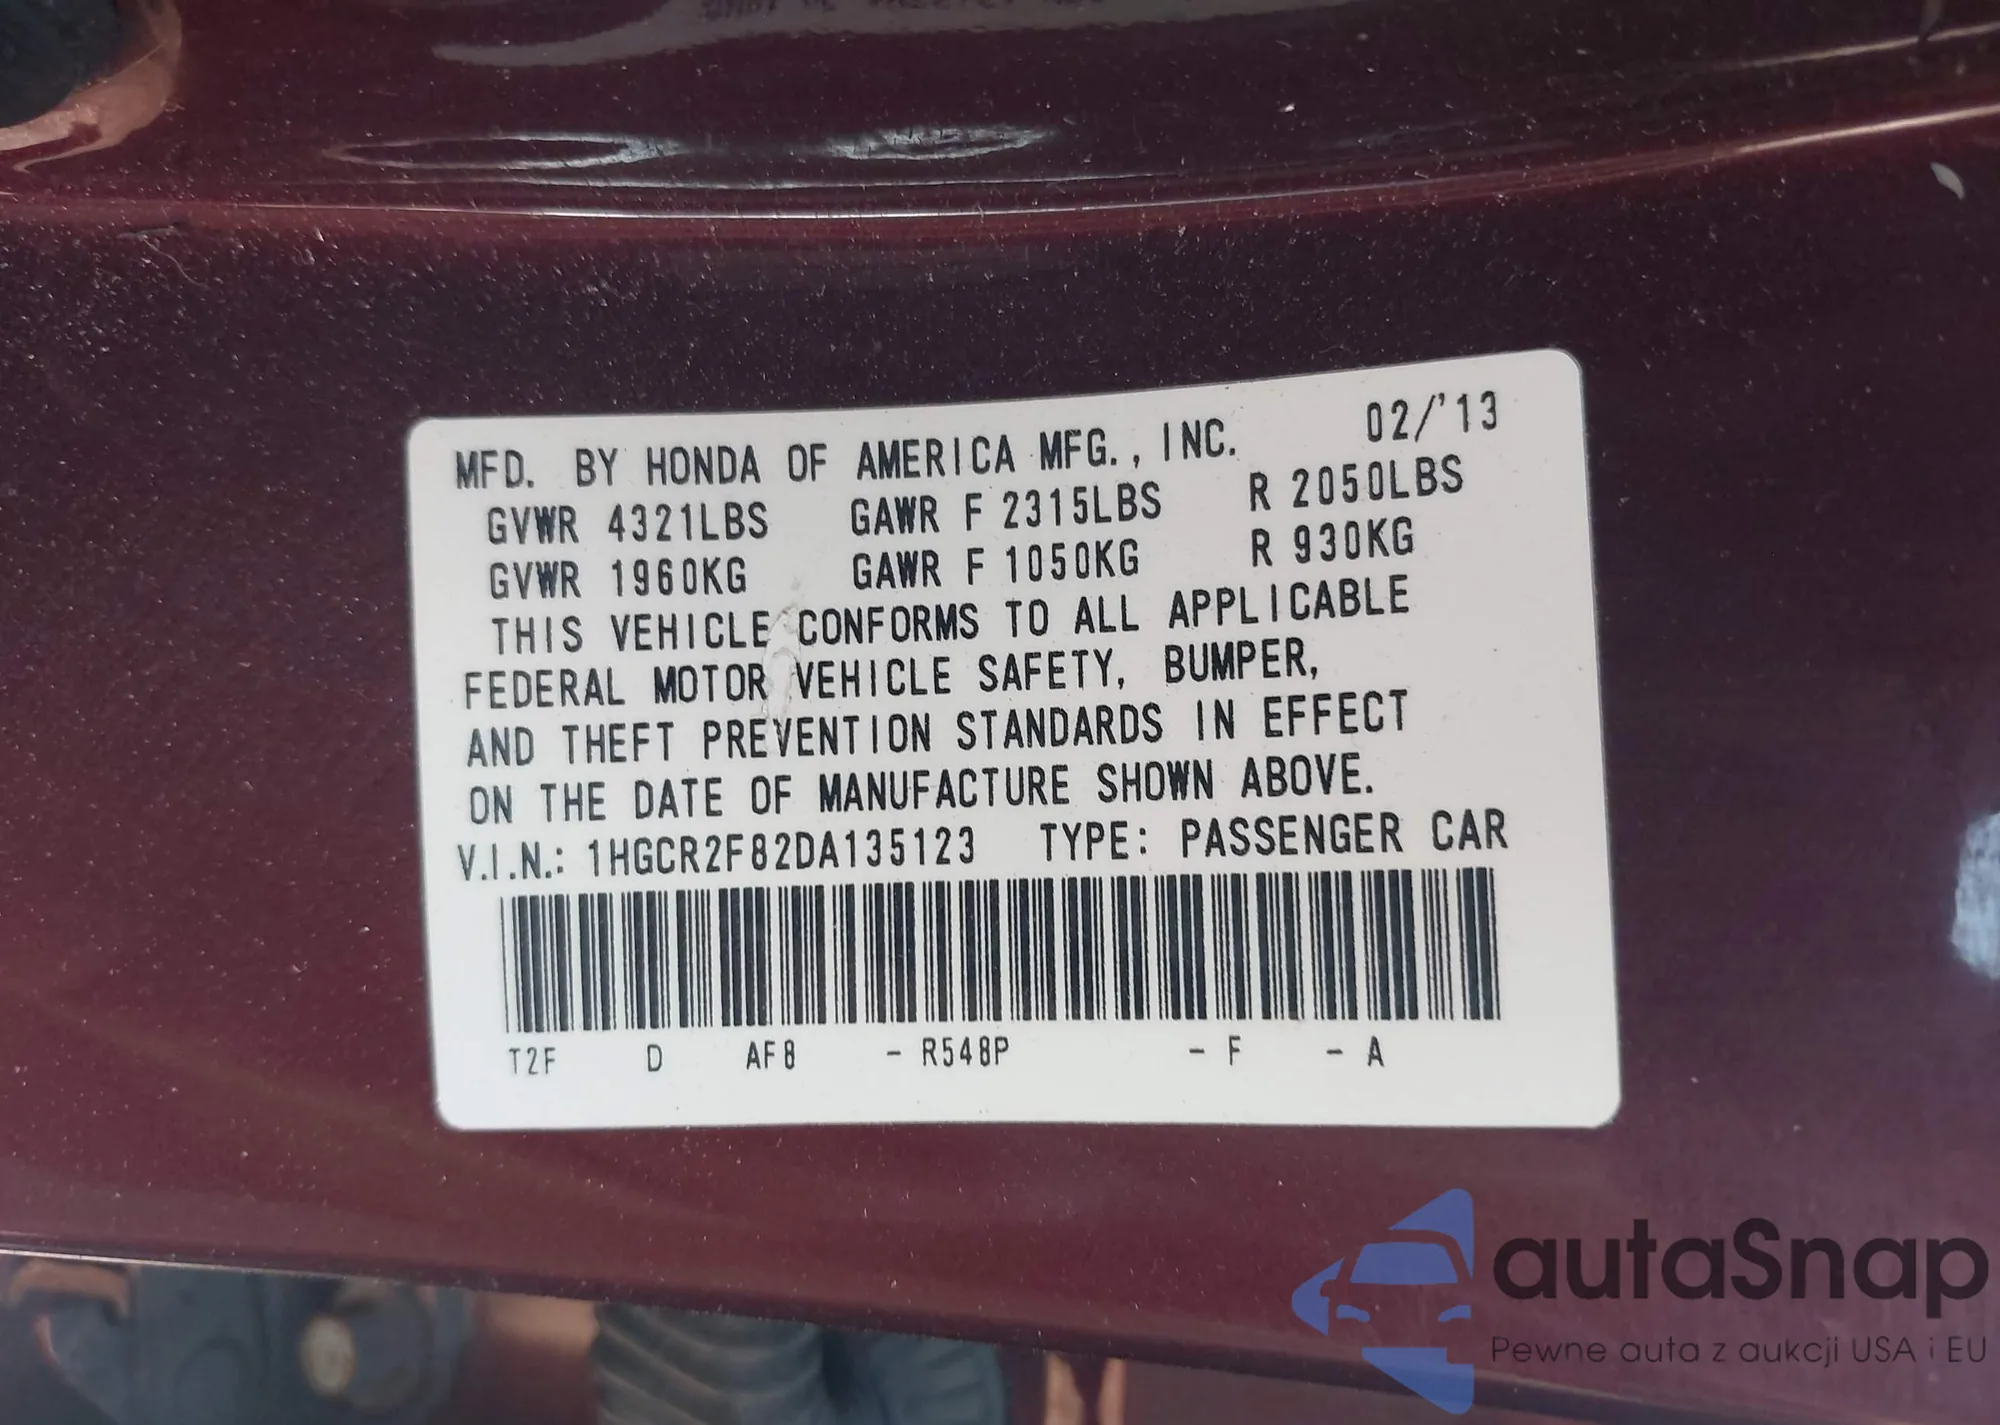 MFD. BY HONDA OF AMERICA MFG., INC. 02/'13
GVWR 4321LBS GAWR F 2315LBS R 2050LBS
GVWR 1960KG GAWR F 1050KG R 930KG
THIS VEHICLE CONFORMS TO ALL APPLICABLE
FEDERAL MOTOR VEHICLE SAFETY, BUMPER,
AND THEFT PREVENTION STANDARDS IN EFFECT
ON THE DATE OF MANUFACTURE SHOWN ABOVE.
V.I.N.: 1HGCR2F82DA135123 TYPE: PASSENGER CAR
T2F D AF8 - R548P - F - A
autaSnap
Pewne auta z aukcji USA i EU